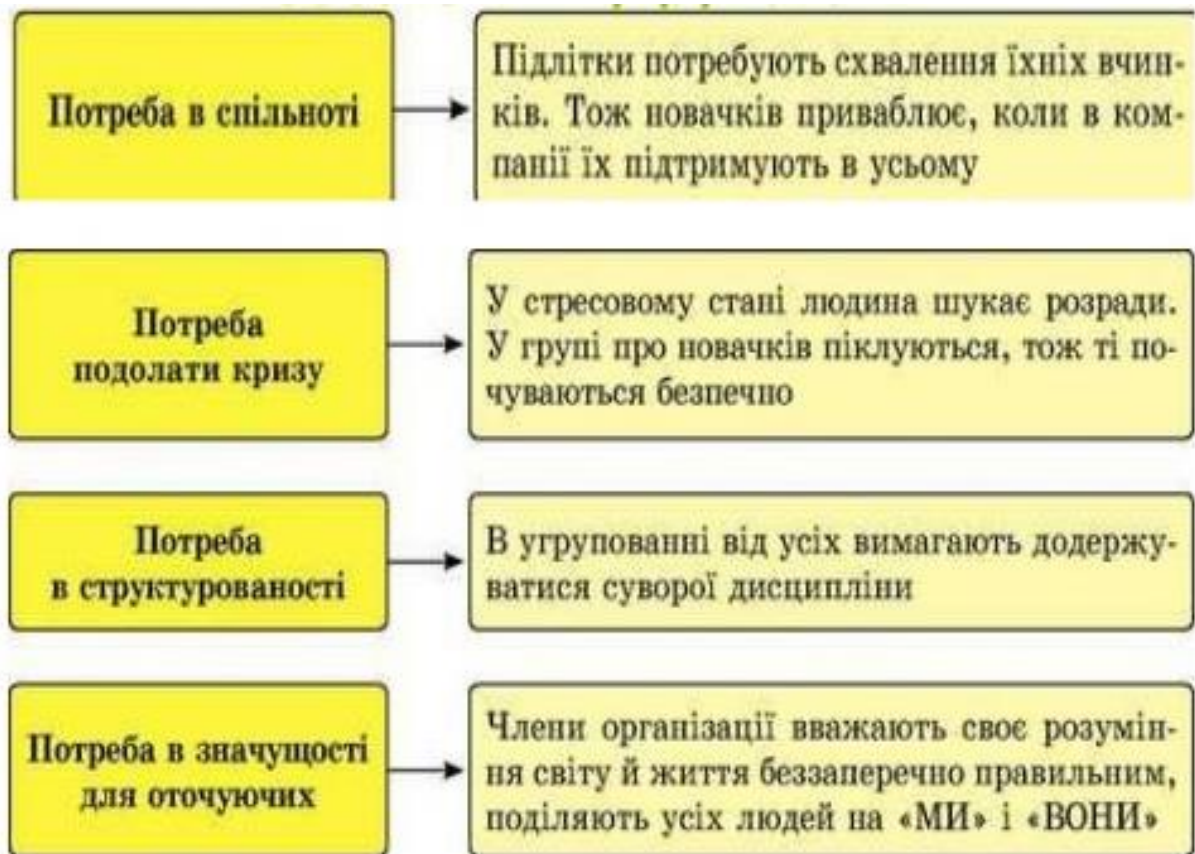 Потреба в спільноті
Підлітки потребують схвалення їхніх вчин-
ків. Тож новачків приваблює, коли в ком-
панії їх підтримують в усьому
Потреба
подолати кризу
У стресовому стані людина шукає розради.
У групі про новачків піклуються, тож ті по-
чуваються безпечно
Потреба
в структурованості
В угрупованні від усіх вимагають додержу-
ватися суворої дисципліни
Потреба в значущості
для оточуючих
Члени організації вважають своє розумін-
ня світу й життя беззаперечно правильним,
поділяють усіх людей на «МИ» і «ВОНИ»